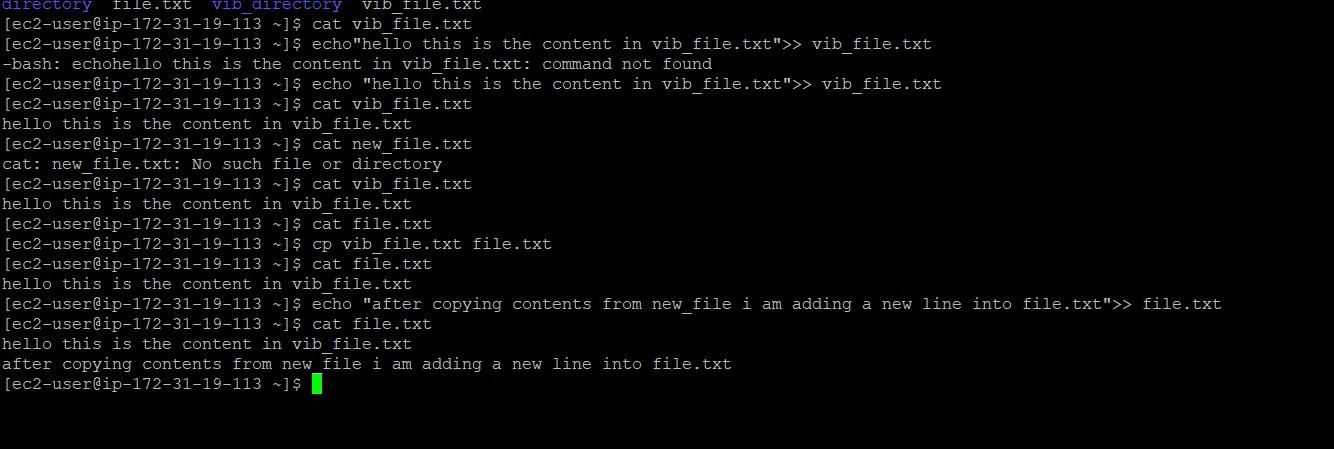 directory  file.txt  vib_directory  vib_file.txt
[ec2-user@ip-172-31-19-113 ~]$ cat vib_file.txt
[ec2-user@ip-172-31-19-113 ~]$ echo"hello this is the content in vib_file.txt">> vib_file.txt
-bash: echohello this is the content in vib_file.txt: command not found
[ec2-user@ip-172-31-19-113 ~]$ echo "hello this is the content in vib_file.txt">> vib_file.txt
[ec2-user@ip-172-31-19-113 ~]$ cat vib_file.txt
hello this is the content in vib_file.txt
[ec2-user@ip-172-31-19-113 ~]$ cat new_file.txt
cat: new_file.txt: No such file or directory
[ec2-user@ip-172-31-19-113 ~]$ cat vib_file.txt
hello this is the content in vib_file.txt
[ec2-user@ip-172-31-19-113 ~]$ cat file.txt
[ec2-user@ip-172-31-19-113 ~]$ cp vib_file.txt file.txt
[ec2-user@ip-172-31-19-113 ~]$ cat file.txt
hello this is the content in vib_file.txt
[ec2-user@ip-172-31-19-113 ~]$ echo "after copying contents from new_file i am adding a new line into file.txt">> file.txt
[ec2-user@ip-172-31-19-113 ~]$ cat file.txt
hello this is the content in vib_file.txt
after copying contents from new_file i am adding a new line into file.txt
[ec2-user@ip-172-31-19-113 ~]$